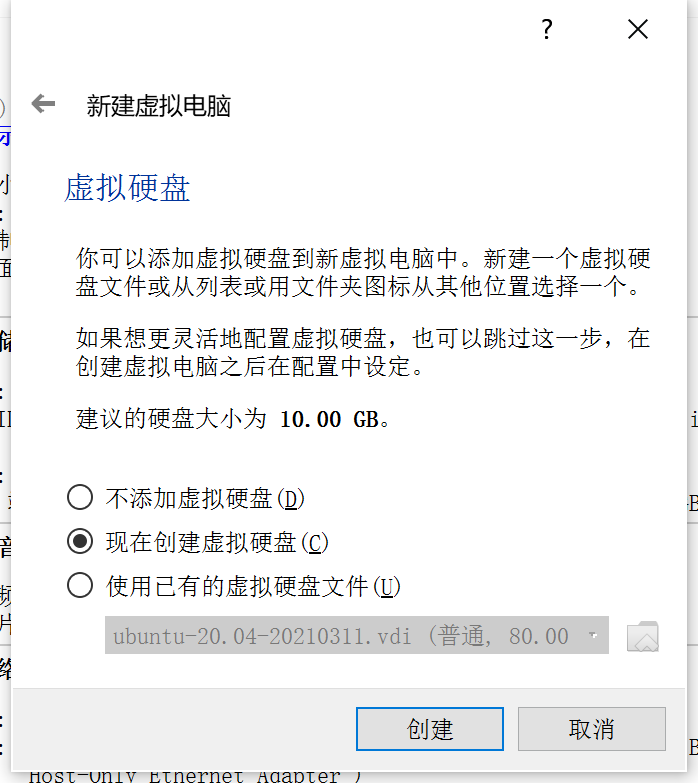 ?
新建虚拟电脑
虚拟硬盘
你可以添加虚拟硬盘到新虚拟电脑中。新建一个虚拟硬
盘文件或从列表或用文件夹图标从其他位置选择一个。
如果想更灵活地配置虚拟硬盘，也可以跳过这一步，在
创建虚拟电脑之后在配置中设定。
建议的硬盘大小为 10.00 GB。
不添加虚拟硬盘(D)
现在创建虚拟硬盘(C)
使用已有的虚拟硬盘文件(U)
ubuntu-20.04-20210311.vdi (普通, 80.00
创建 取消
Host-Only Ethernet Adapter )